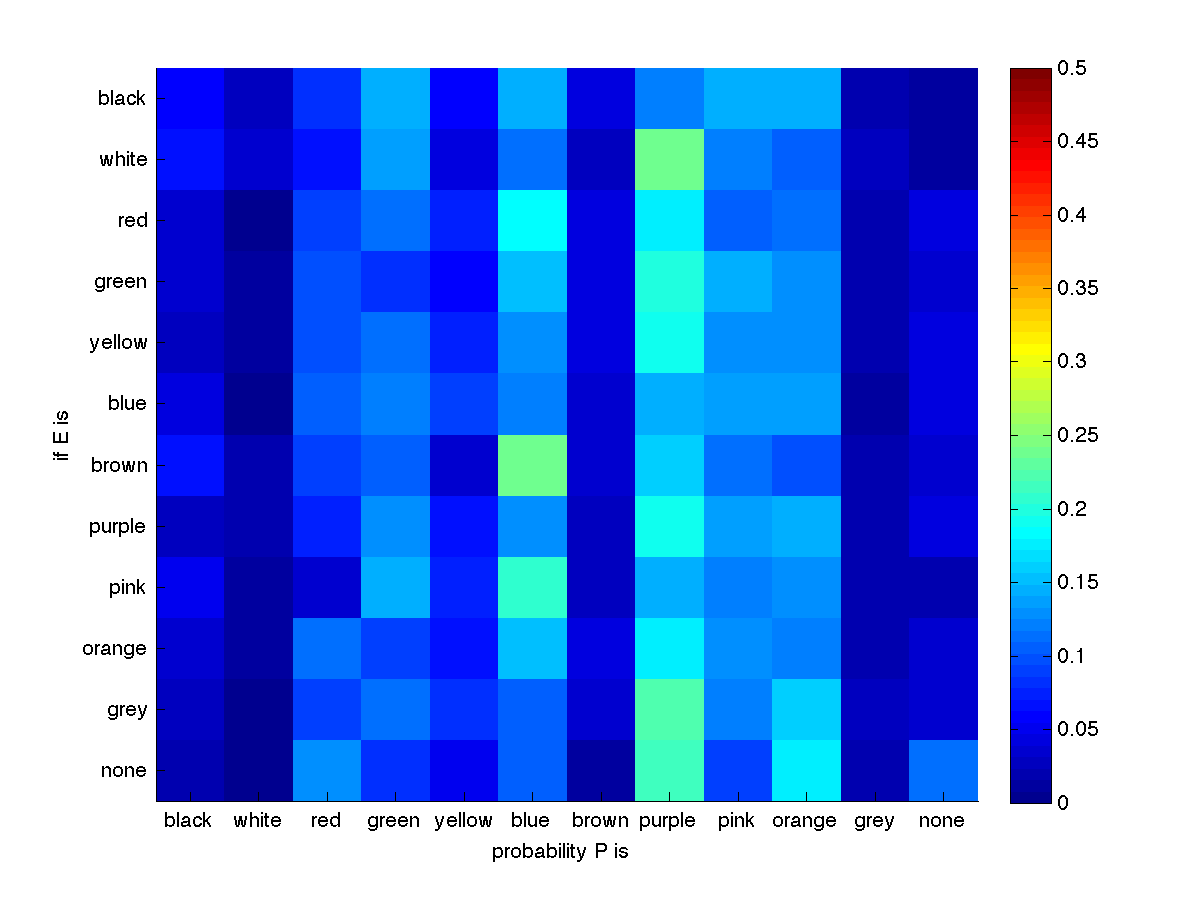 black
white
red
green
yellow
blue
brown
purple
pink
orange
grey
none
if E is
black white red green yellow blue brown purple pink orange grey none
probability P is
0.5
0.45
0.4
0.35
0.3
0.25
0.2
0.15
0.1
0.05
0